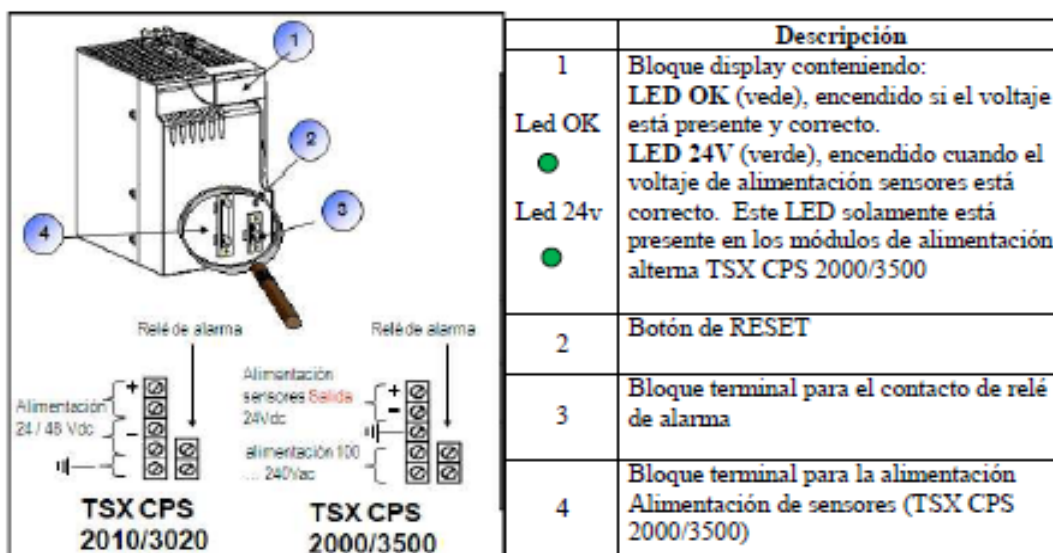 1
2
3
4
Relé de alarma
Relé de alarma
Alimentación
24 / 48 Vdc
+
-
Alimentación
sensores Salida
24Vdc
+
-
alimentación 100
... 240Vac
TSX CPS
2010/3020
TSX CPS
2000/3500
Descripción
1
Led OK
Led 24v
Bloque display conteniendo:
LED OK (vede), encendido si el voltaje
está presente y correcto.
LED 24V (verde), encendido cuando el
voltaje de alimentación sensores está
correcto. Este LED solamente está
presente en los módulos de alimentación
alterna TSX CPS 2000/3500
2
Botón de RESET
3
Bloque terminal para el contacto de relé
de alarma
4
Bloque terminal para la alimentación
Alimentación de sensores (TSX CPS
2000/3500)